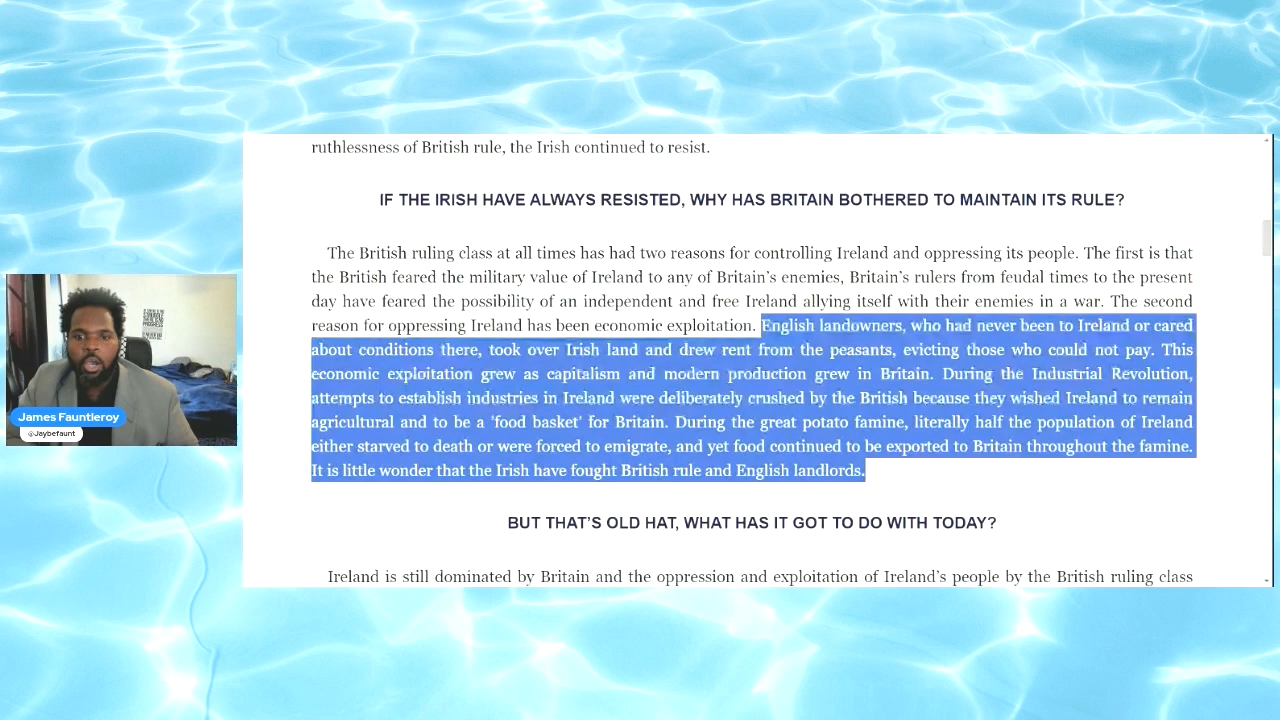 ruthlessness of British rule, the Irish continued to resist.
IF THE IRISH HAVE ALWAYS RESISTED, WHY HAS BRITAIN BOTHERED TO MAINTAIN ITS RULE?
The British ruling class at all times has had two reasons for controlling Ireland and oppressing its people. The first is that
the British feared the military value of Ireland to any of Britain's enemies, Britain's rulers from feudal times to the present
day have feared the possibility of an independent and free Ireland allying itself with their enemies in a war. The second
reason for oppressing Ireland has been economic exploitation. English landowners, who had never been to Ireland or cared
about conditions there, took over Irish land and drew rent from the peasants, evicting those who could not pay. This
economic exploitation grew as capitalism and modern production grew in Britain. During the Industrial Revolution,
attempts to establish industries in Ireland were deliberately crushed by the British because they wished Ireland to remain
agricultural and to be a 'food basket' for Britain. During the great potato famine, literally half the population of Ireland
either starved to death or were forced to emigrate, and yet food continued to be exported to Britain throughout the famine.
It is little wonder that the Irish have fought British rule and English landlords.
BUT THAT'S OLD HAT, WHAT HAS IT GOT TO DO WITH TODAY?
Ireland is still dominated by Britain and the oppression and exploitation of Ireland's people by the British ruling class
James Fauntleroy
@Jaybefaunt